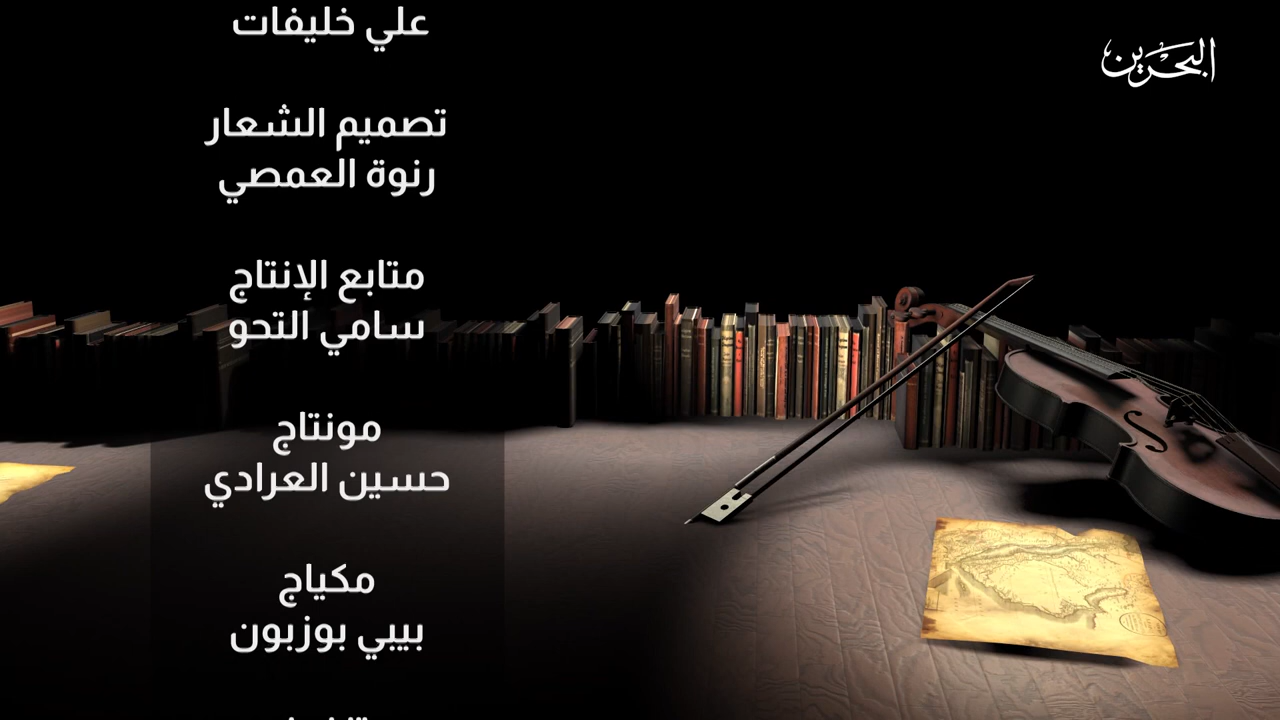 علي خليفات
البحرين
تصميم الشعار
رنوة العمصي
متابع الإنتاج
سامي التحو
مونتاج
حسين العرادي
مكياج
بيبي بوزبون